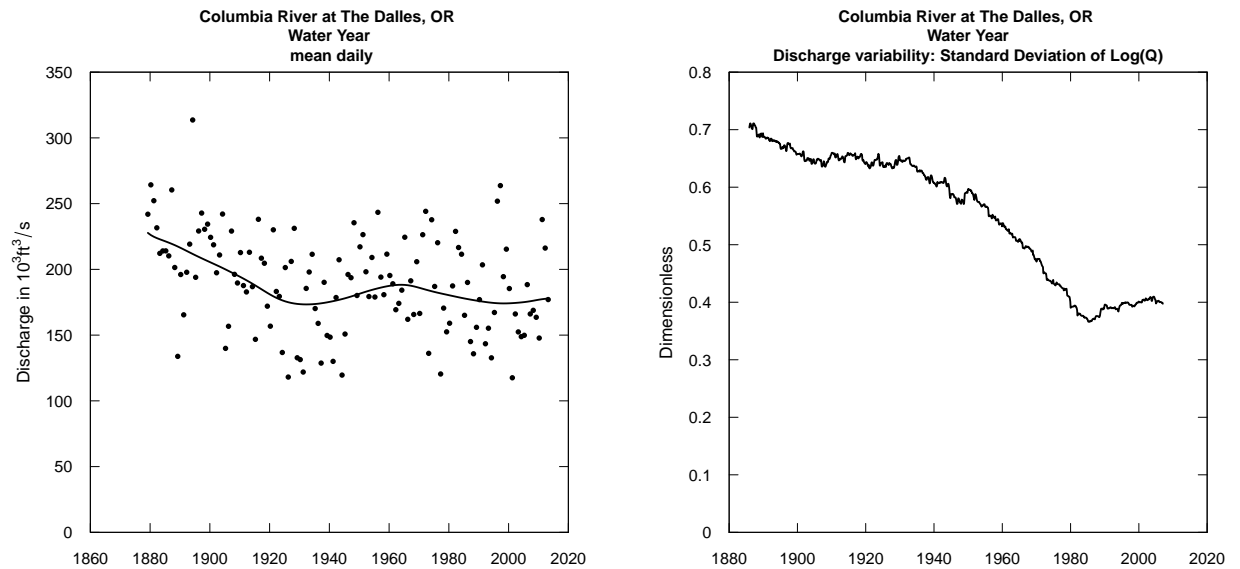 Columbia River at The Dalles, OR
Water Year
mean daily
Discharge in 10³ft³/s
350
300
250
200
150
100
50
0
1860 1880 1900 1920 1940 1960 1980 2000 2020
Columbia River at The Dalles, OR
Water Year
Discharge variability: Standard Deviation of Log(Q)
Dimensionless
0.8
0.7
0.6
0.5
0.4
0.3
0.2
0.1
0
1880 1900 1920 1940 1960 1980 2000 2020